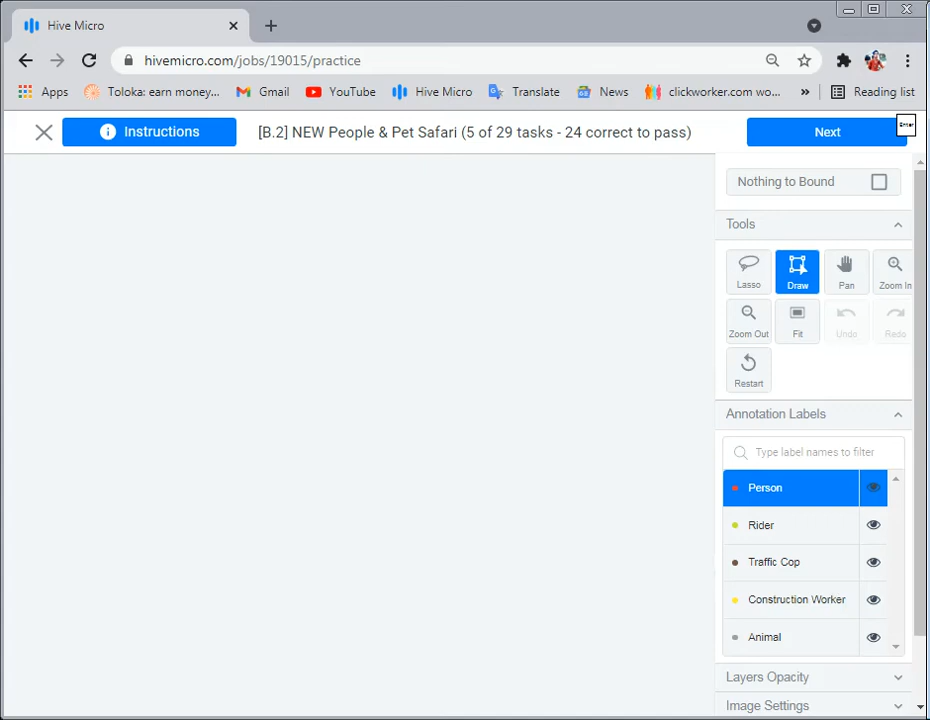 Hive Micro
hivemicro.com/jobs/19015/practice
Apps
Toloka: earn money...
Gmail
YouTube
Hive Micro
Translate
News
clickworker.com wo...
»
Reading list
Instructions
[B.2] NEW People & Pet Safari (5 of 29 tasks - 24 correct to pass)
Next
Enter
Nothing to Bound
Tools
Lasso
Draw
Pan
Zoom In
Zoom Out
Fit
Undo
Redo
Restart
Annotation Labels
Type label names to filter
Person
Rider
Traffic Cop
Construction Worker
Animal
Layers Opacity
Image Settings